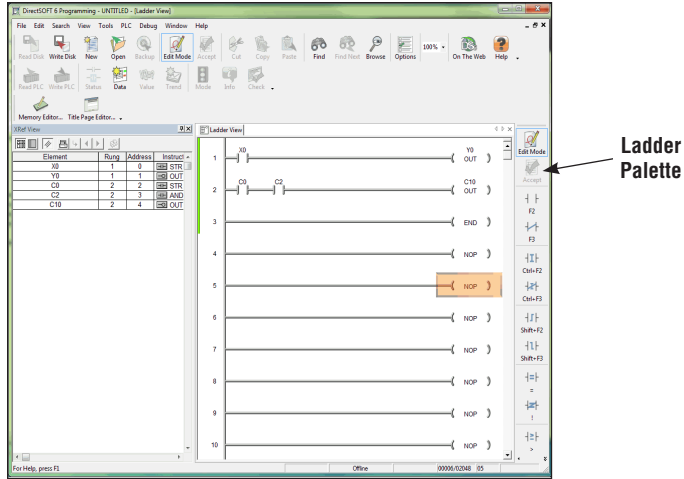 DirectSOFT 6 Programming - UNTITLED - [Ladder View]
File Edit Search View Tools PLC Debug Window Help
Read Disk Write Disk New Open Backup Edit Mode Accept Cut Copy Paste Find Find Next Browse Options 100% On The Web Help
Read PLC Write PLC Status Data Value Trend Mode Info Check
Memory Editor... Title Page Editor...
XRef View
Element Rung Address Instruct
X0 1 0 STR
Y0 1 1 OUT
C0 2 2 STR
C2 2 3 AND
C10 2 4 OUT
Ladder View
1 X0 Y0
OUT
2 C0 C2 C10
OUT
3 END
4 NOP
5 NOP
6 NOP
7 NOP
8 NOP
9 NOP
10 NOP
Edit Mode
Accept
F2
F3
Ctrl+F2
Ctrl+F3
Shift+F2
Shift+F3
=
!
>
Ladder
Palette
For Help, press F1
Offline 00006/02048 05